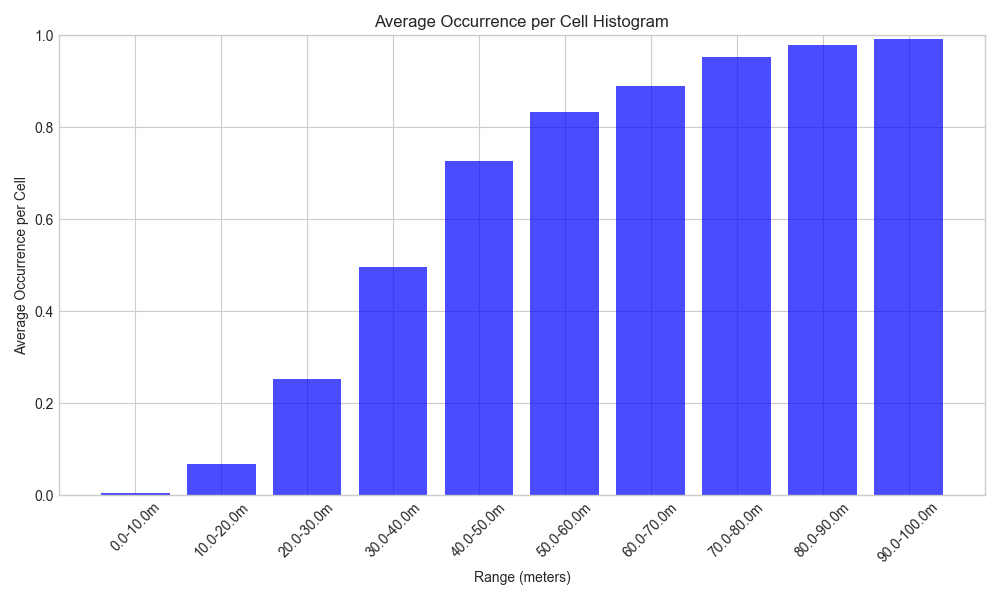 Average Occurrence per Cell Histogram
Average Occurrence per Cell
1.0
0.8
0.6
0.4
0.2
0.0
0.0-10.0m
10.0-20.0m
20.0-30.0m
30.0-40.0m
40.0-50.0m
50.0-60.0m
60.0-70.0m
70.0-80.0m
80.0-90.0m
90.0-100.0m
Range (meters)